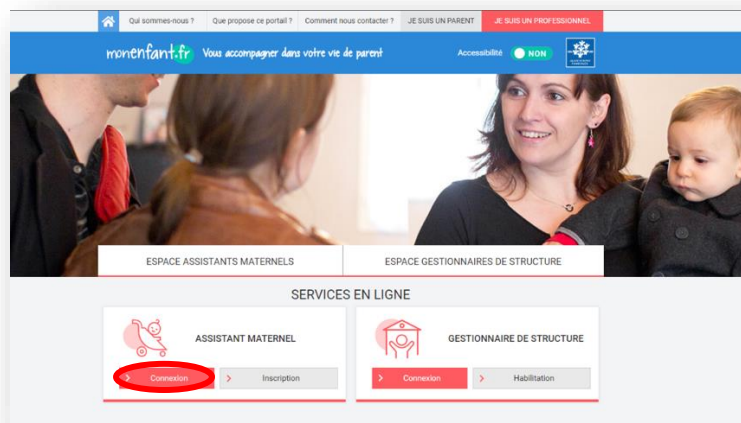 Qui sommes-nous ? Que propose ce portail ? Comment nous contacter ? JE SUIS UN PARENT JE SUIS UN PROFESSIONNEL
monenfant.fr Vous accompagner dans votre vie de parent Accessibilité NON
ESPACE ASSISTANTS MATERNELS ESPACE GESTIONNAIRES DE STRUCTURE
SERVICES EN LIGNE
ASSISTANT MATERNEL GESTIONNAIRE DE STRUCTURE
Connexion Inscription Connexion Habilitation